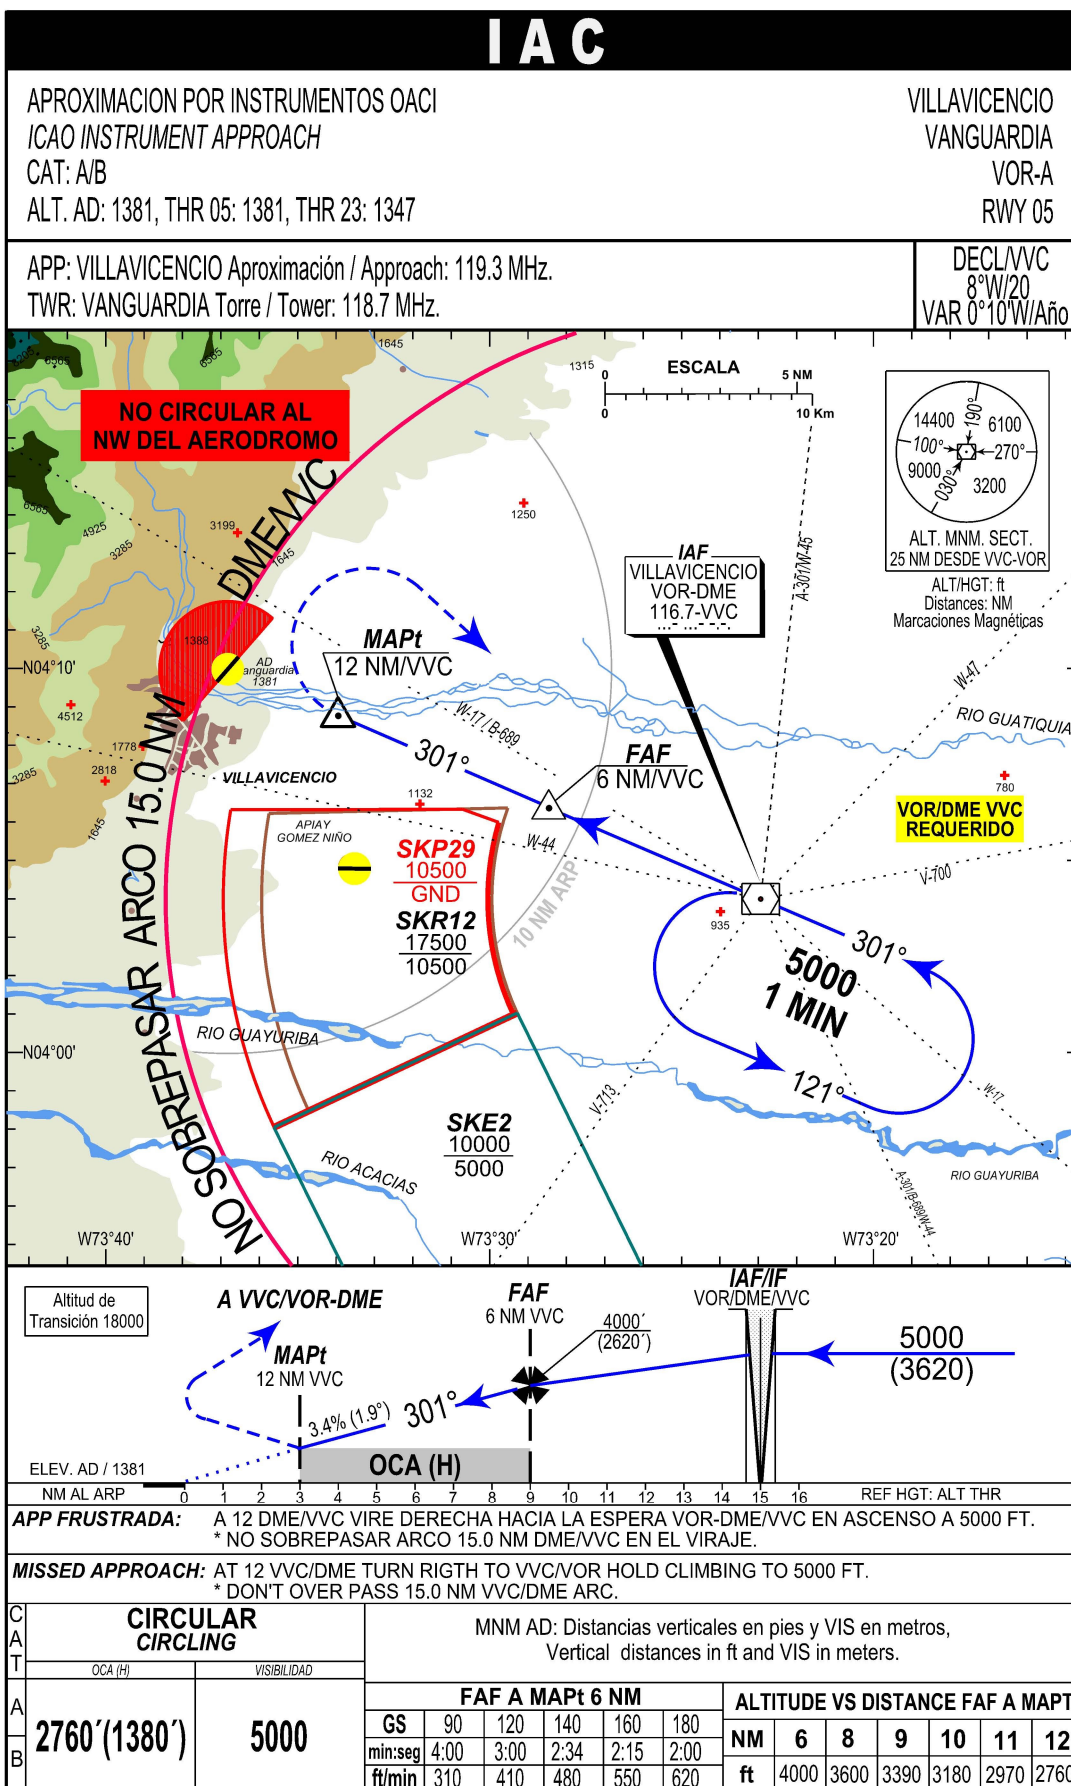 IAC
APROXIMACION POR INSTRUMENTOS OACI
ICAO INSTRUMENT APPROACH
CAT: A/B
ALT. AD: 1381, THR 05: 1381, THR 23: 1347
VILLAVICENCIO
VANGUARDIA
VOR-A
RWY 05
APP: VILLAVICENCIO Aproximación / Approach: 119.3 MHz.
TWR: VANGUARDIA Torre / Tower: 118.7 MHz.
DECL/VVC
8°W/20
VAR 0°10'W/Año
NO CIRCULAR AL
NW DEL AERODROMO
ESCALA
0 5 NM
0 10 Km
1645
1315
6565
6565
6565
4925
3285
3199
1645
1250
14400
190°
6100
100°
270°
9000
030°
3200
ALT. MNM. SECT.
25 NM DESDE VVC-VOR
ALT/HGT: ft
Distances: NM
Marcaciones Magnéticas
IAF
VILLAVICENCIO
VOR-DME
116.7-VVC
A-301/W-45
W-47
NO SOBREPASAR ARCO 15.0 NM DME/VVC
MAPt
12 NM/VVC
3285
1388
AD
anguardia
1381
N04°10'
4512
1778
2818
3285
1645
VILLAVICENCIO
301°
W-17 / B-689
FAF
6 NM/VVC
RIO GUATIQUIA
780
VOR/DME VVC
REQUERIDO
1132
APIAY
GOMEZ NIÑO
SKP29
10500
GND
SKR12
17500
10500
W-44
10 NM ARP
V-700
935
301°
5000
1 MIN
121°
RIO GUAYURIBA
N04°00'
V-713
W-17
SKE2
10000
5000
RIO ACACIAS
RIO GUAYURIBA
A-301/B-689/W-44
W73°40'
W73°30'
W73°20'
Altitud de
Transición 18000
A VVC/VOR-DME
FAF
6 NM VVC
IAF/IF
VOR/DME/VVC
4000´
(2620´)
5000
(3620)
MAPt
12 NM VVC
3.4% (1.9°)
301°
OCA (H)
ELEV. AD / 1381
NM AL ARP
0 1 2 3 4 5 6 7 8 9 10 11 12 13 14 15 16
REF HGT: ALT THR
APP FRUSTRADA: A 12 DME/VVC VIRE DERECHA HACIA LA ESPERA VOR-DME/VVC EN ASCENSO A 5000 FT.
* NO SOBREPASAR ARCO 15.0 NM DME/VVC EN EL VIRAJE.
MISSED APPROACH: AT 12 VVC/DME TURN RIGTH TO VVC/VOR HOLD CLIMBING TO 5000 FT.
* DON'T OVER PASS 15.0 NM VVC/DME ARC.
CAT
CIRCULAR
CIRCLING
OCA (H)
VISIBILIDAD
MNM AD: Distancias verticales en pies y VIS en metros,
Vertical distances in ft and VIS in meters.
A
B
2760´(1380´)
5000
FAF A MAPt 6 NM
GS 90 120 140 160 180
min:seg 4:00 3:00 2:34 2:15 2:00
ft/min 310 410 480 550 620
ALTITUDE VS DISTANCE FAF A MAPT
NM 6 8 9 10 11 12
ft 4000 3600 3390 3180 2970 2760